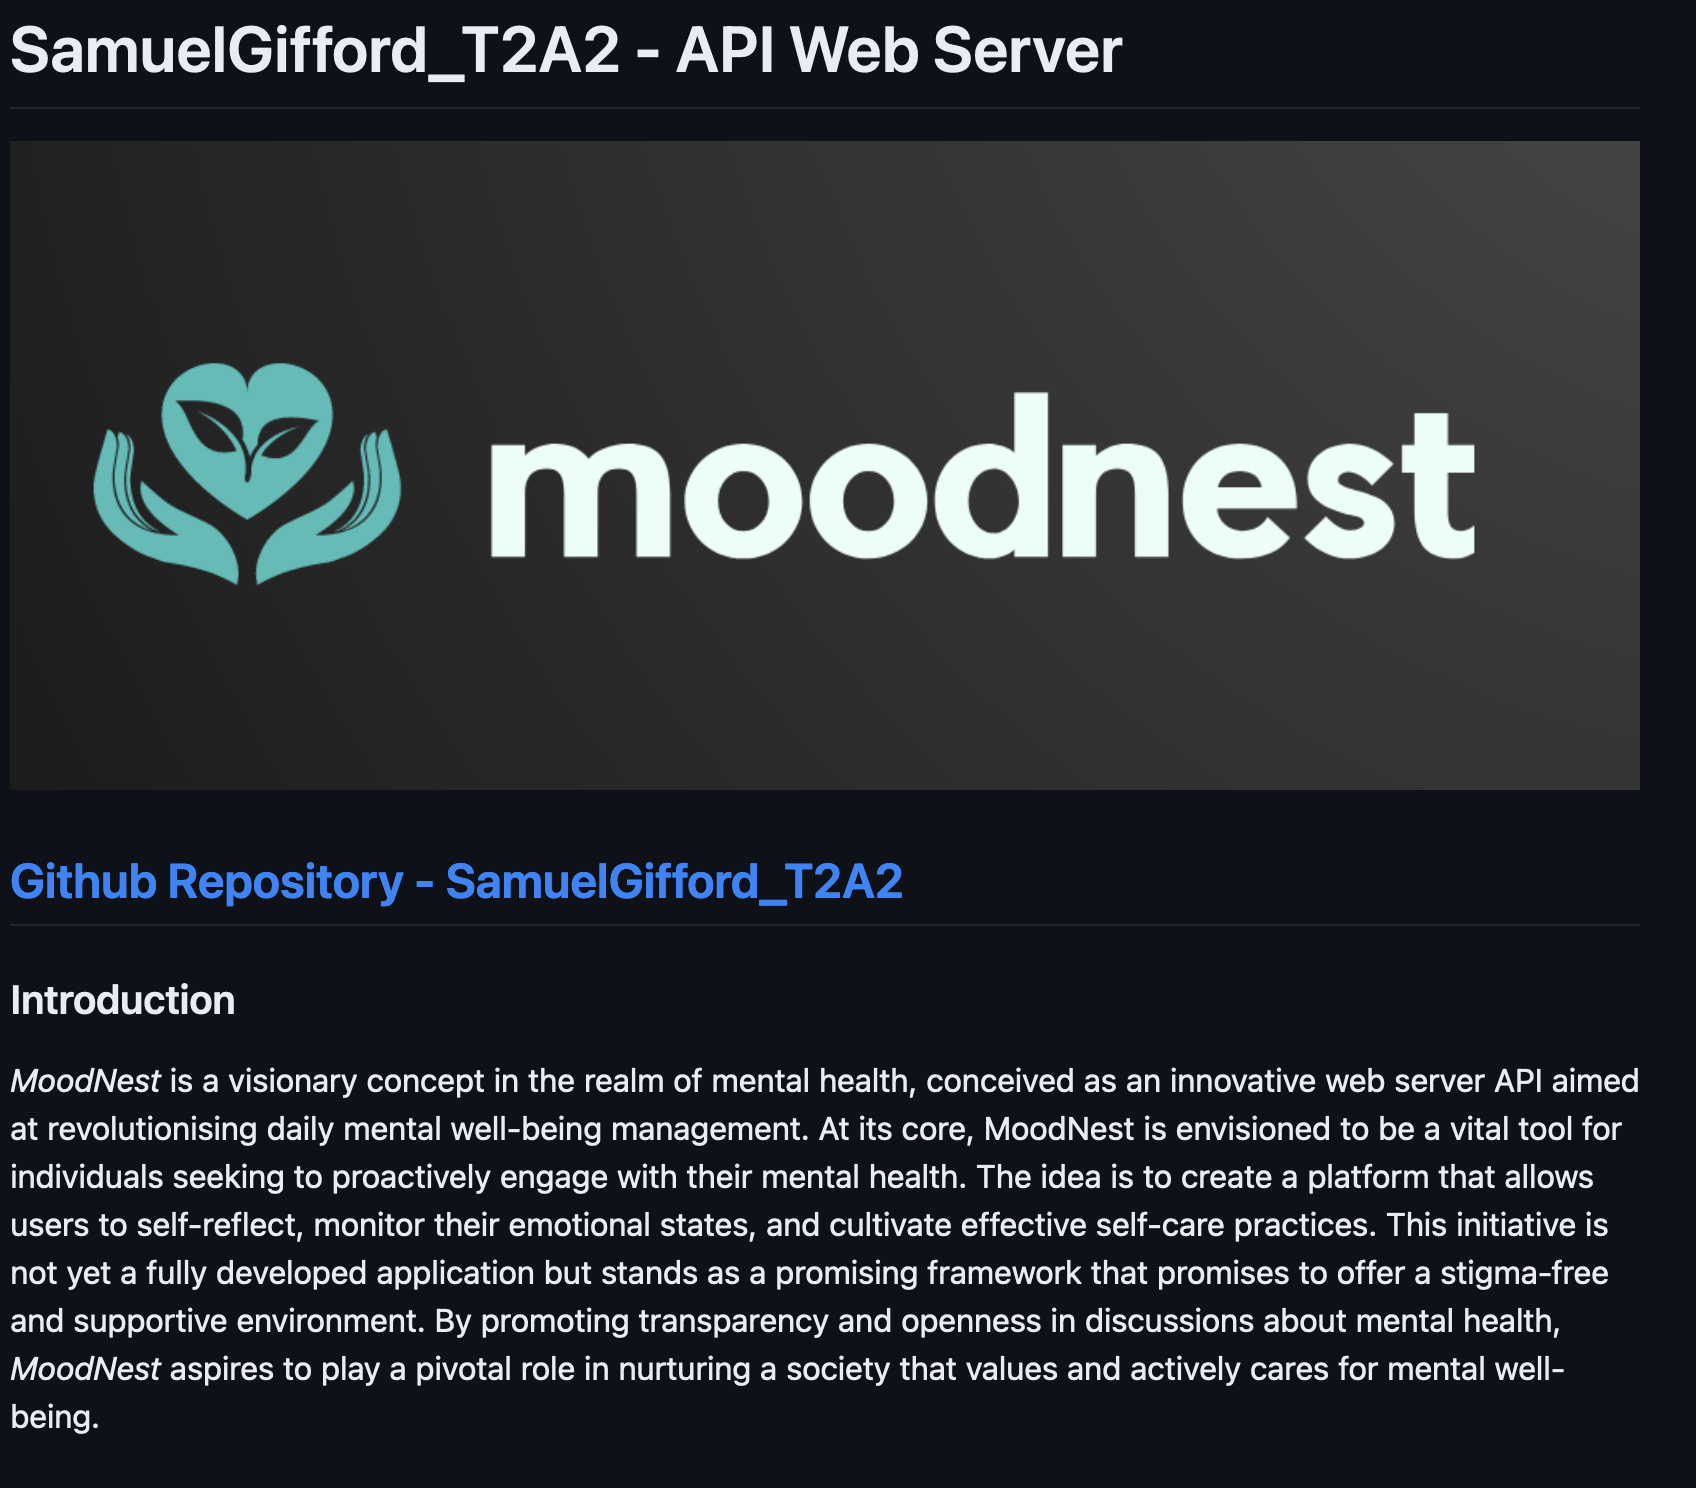 SamuelGifford_T2A2 - API Web Server
moodnest
Github Repository - SamuelGifford_T2A2
Introduction
MoodNest is a visionary concept in the realm of mental health, conceived as an innovative web server API aimed
at revolutionising daily mental well-being management. At its core, MoodNest is envisioned to be a vital tool for
individuals seeking to proactively engage with their mental health. The idea is to create a platform that allows
users to self-reflect, monitor their emotional states, and cultivate effective self-care practices. This initiative is
not yet a fully developed application but stands as a promising framework that promises to offer a stigma-free
and supportive environment. By promoting transparency and openness in discussions about mental health,
MoodNest aspires to play a pivotal role in nurturing a society that values and actively cares for mental well-
being.